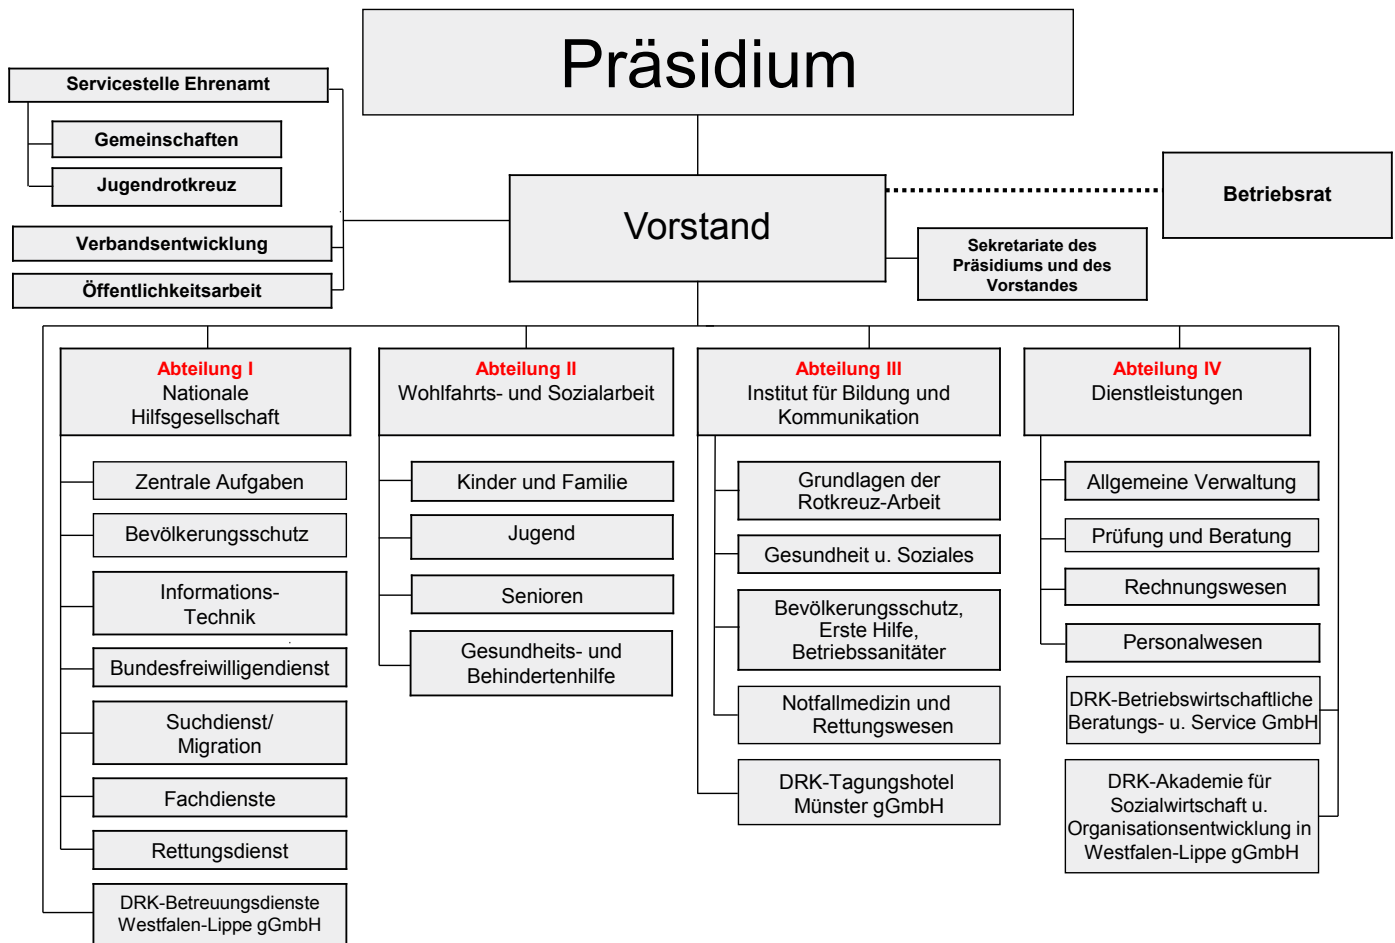 Präsidium
Servicestelle Ehrenamt
Gemeinschaften
Jugendrotkreuz
Verbandsentwicklung
Öffentlichkeitsarbeit
Vorstand
Betriebsrat
Sekretariate des
Präsidiums und des
Vorstandes
Abteilung I
Nationale
Hilfsgesellschaft
Zentrale Aufgaben
Bevölkerungsschutz
Informations-
Technik
Bundesfreiwilligendienst
Suchdienst/
Migration
Fachdienste
Rettungsdienst
DRK-Betreuungsdienste
Westfalen-Lippe gGmbH
Abteilung II
Wohlfahrts- und Sozialarbeit
Kinder und Familie
Jugend
Senioren
Gesundheits- und
Behindertenhilfe
Abteilung III
Institut für Bildung und
Kommunikation
Grundlagen der
Rotkreuz-Arbeit
Gesundheit u. Soziales
Bevölkerungsschutz,
Erste Hilfe,
Betriebssanitäter
Notfallmedizin und
Rettungswesen
DRK-Tagungshotel
Münster gGmbH
Abteilung IV
Dienstleistungen
Allgemeine Verwaltung
Prüfung und Beratung
Rechnungswesen
Personalwesen
DRK-Betriebswirtschaftliche
Beratungs- u. Service GmbH
DRK-Akademie für
Sozialwirtschaft u.
Organisationsentwicklung in
Westfalen-Lippe gGmbH